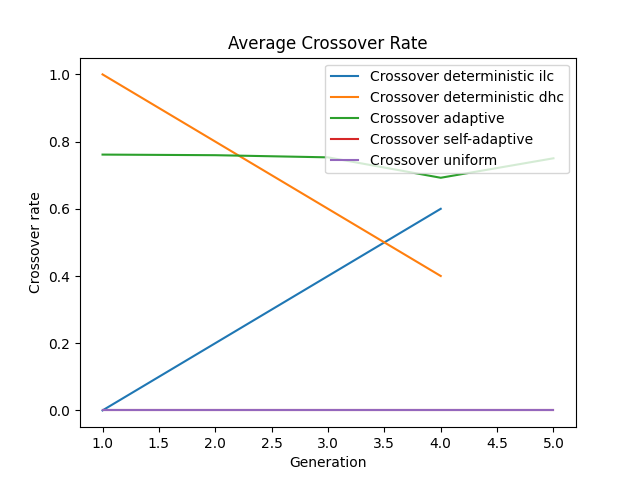 Average Crossover Rate
Crossover deterministic ilc
Crossover deterministic dhc
Crossover adaptive
Crossover self-adaptive
Crossover uniform
Crossover rate
1.0
0.8
0.6
0.4
0.2
0.0
1.0 1.5 2.0 2.5 3.0 3.5 4.0 4.5 5.0
Generation